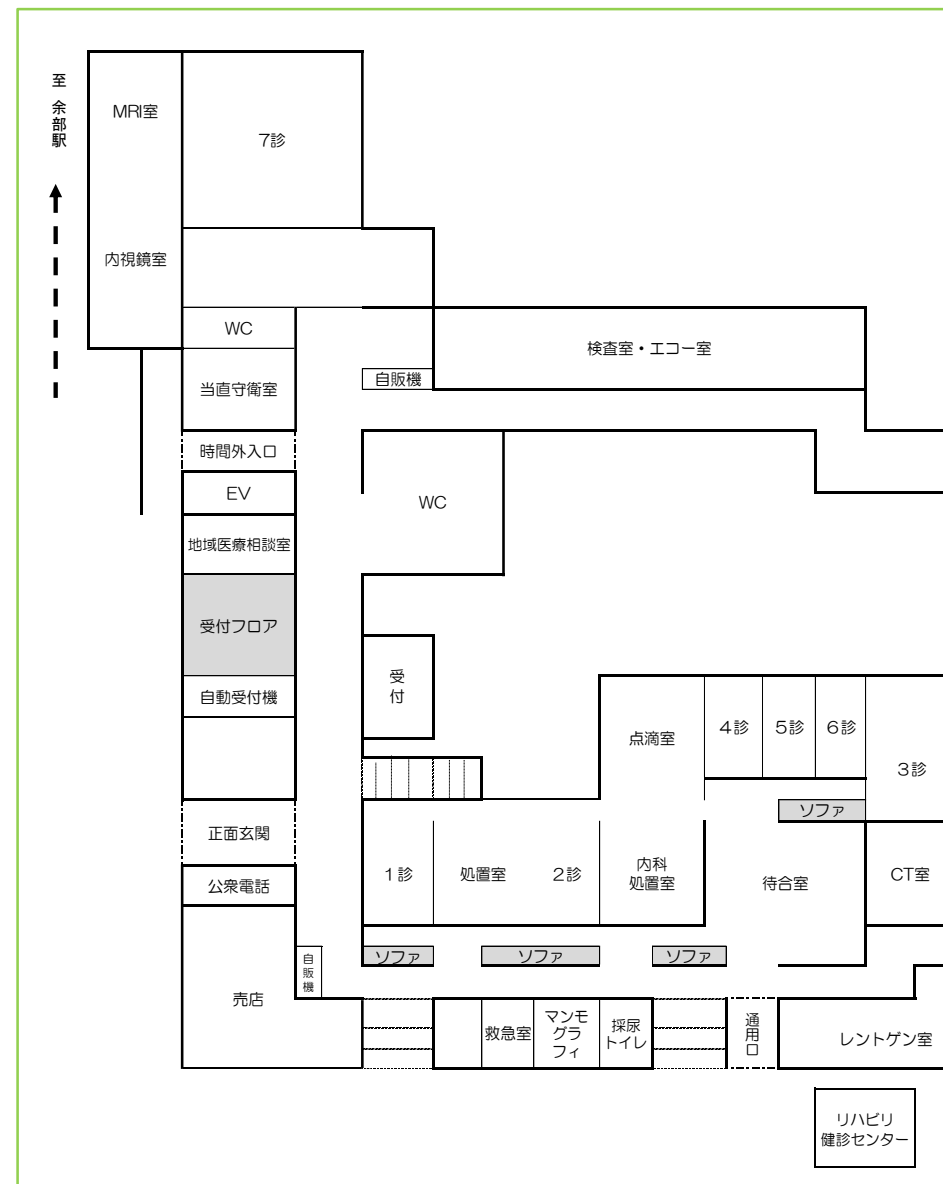 至 余部駅
MRI室
7診
内視鏡室
WC
検査室・エコー室
当直守衛室
自販機
時間外入口
EV
WC
地域医療相談室
受付フロア
受付
自動受付機
点滴室
4診
5診
6診
3診
ソファ
正面玄関
1診
処置室
2診
内科
処置室
待合室
CT室
公衆電話
ソファ
ソファ
ソファ
自販機
売店
救急室
マンモ
グラ
フィ
採尿
トイレ
通用口
レントゲン室
リハビリ
健診センター